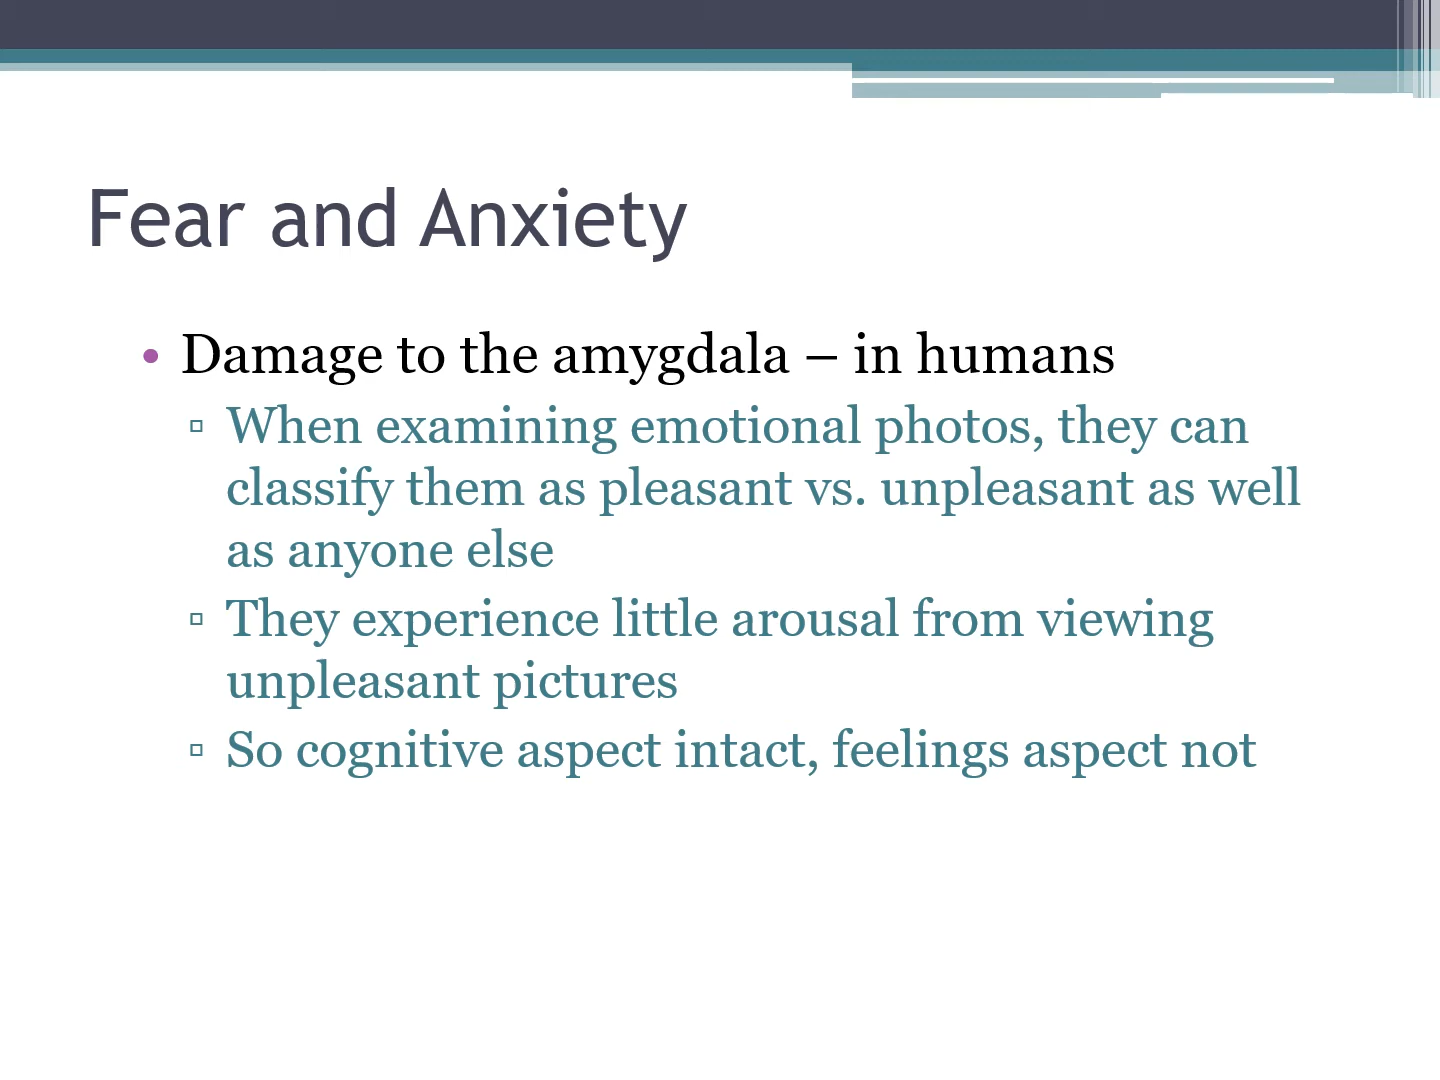 Fear and Anxiety
• Damage to the amygdala – in humans
▫ When examining emotional photos, they can
classify them as pleasant vs. unpleasant as well
as anyone else
▫ They experience little arousal from viewing
unpleasant pictures
▫ So cognitive aspect intact, feelings aspect not